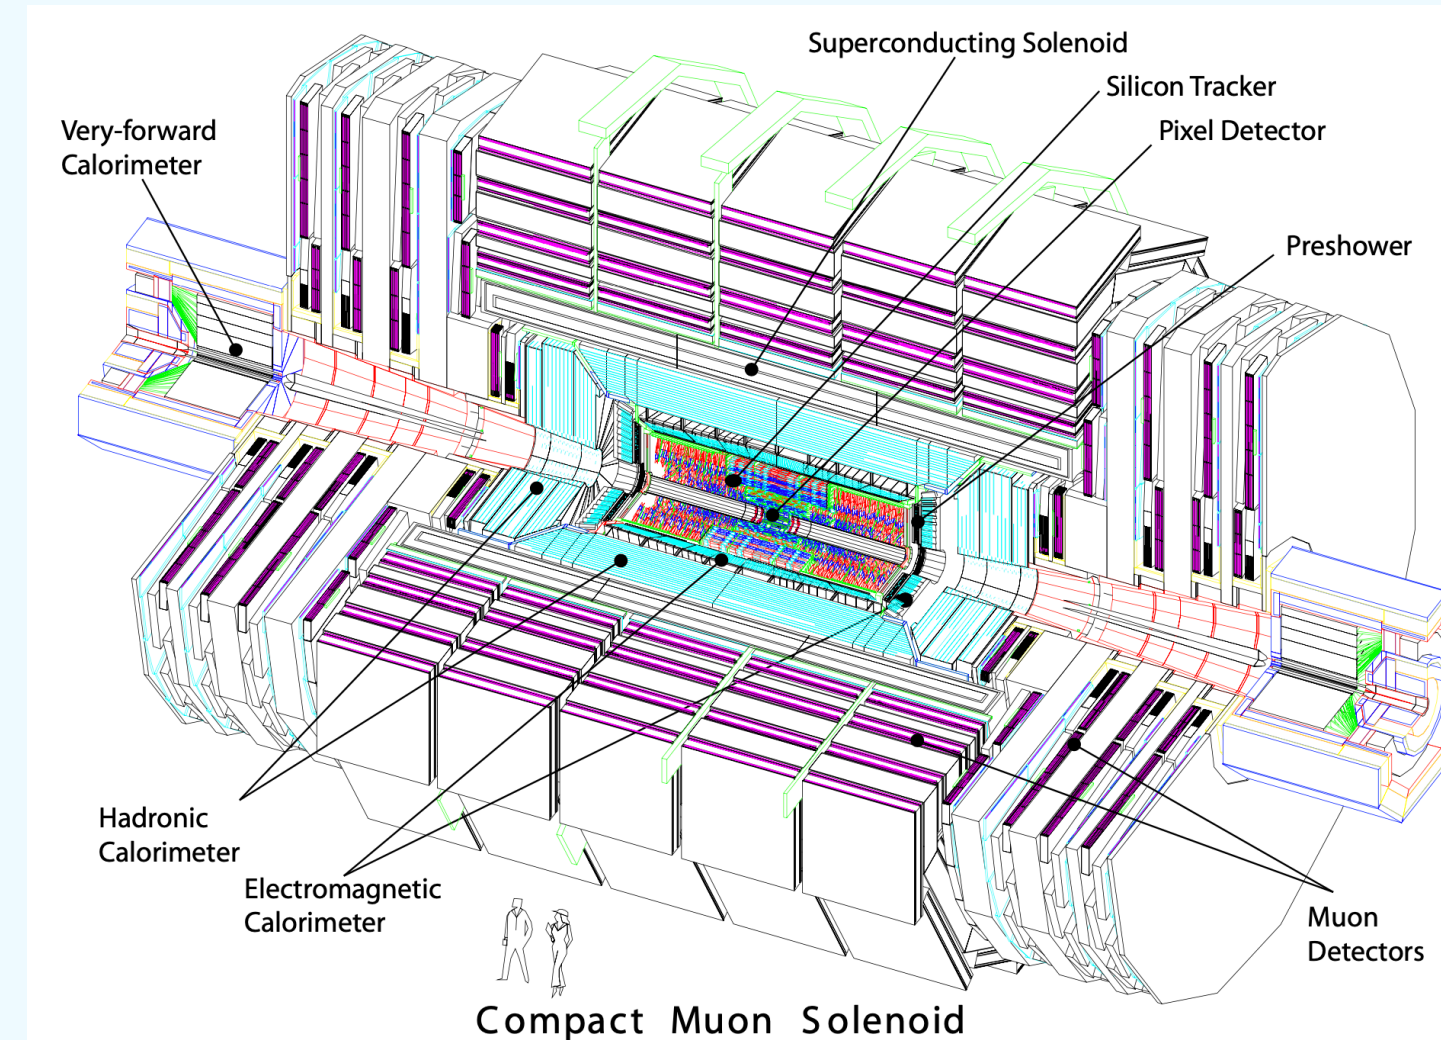 Superconducting Solenoid
Silicon Tracker
Pixel Detector
Very-forward
Calorimeter
Preshower
Hadronic
Calorimeter
Electromagnetic
Calorimeter
Muon
Detectors
Compact Muon Solenoid